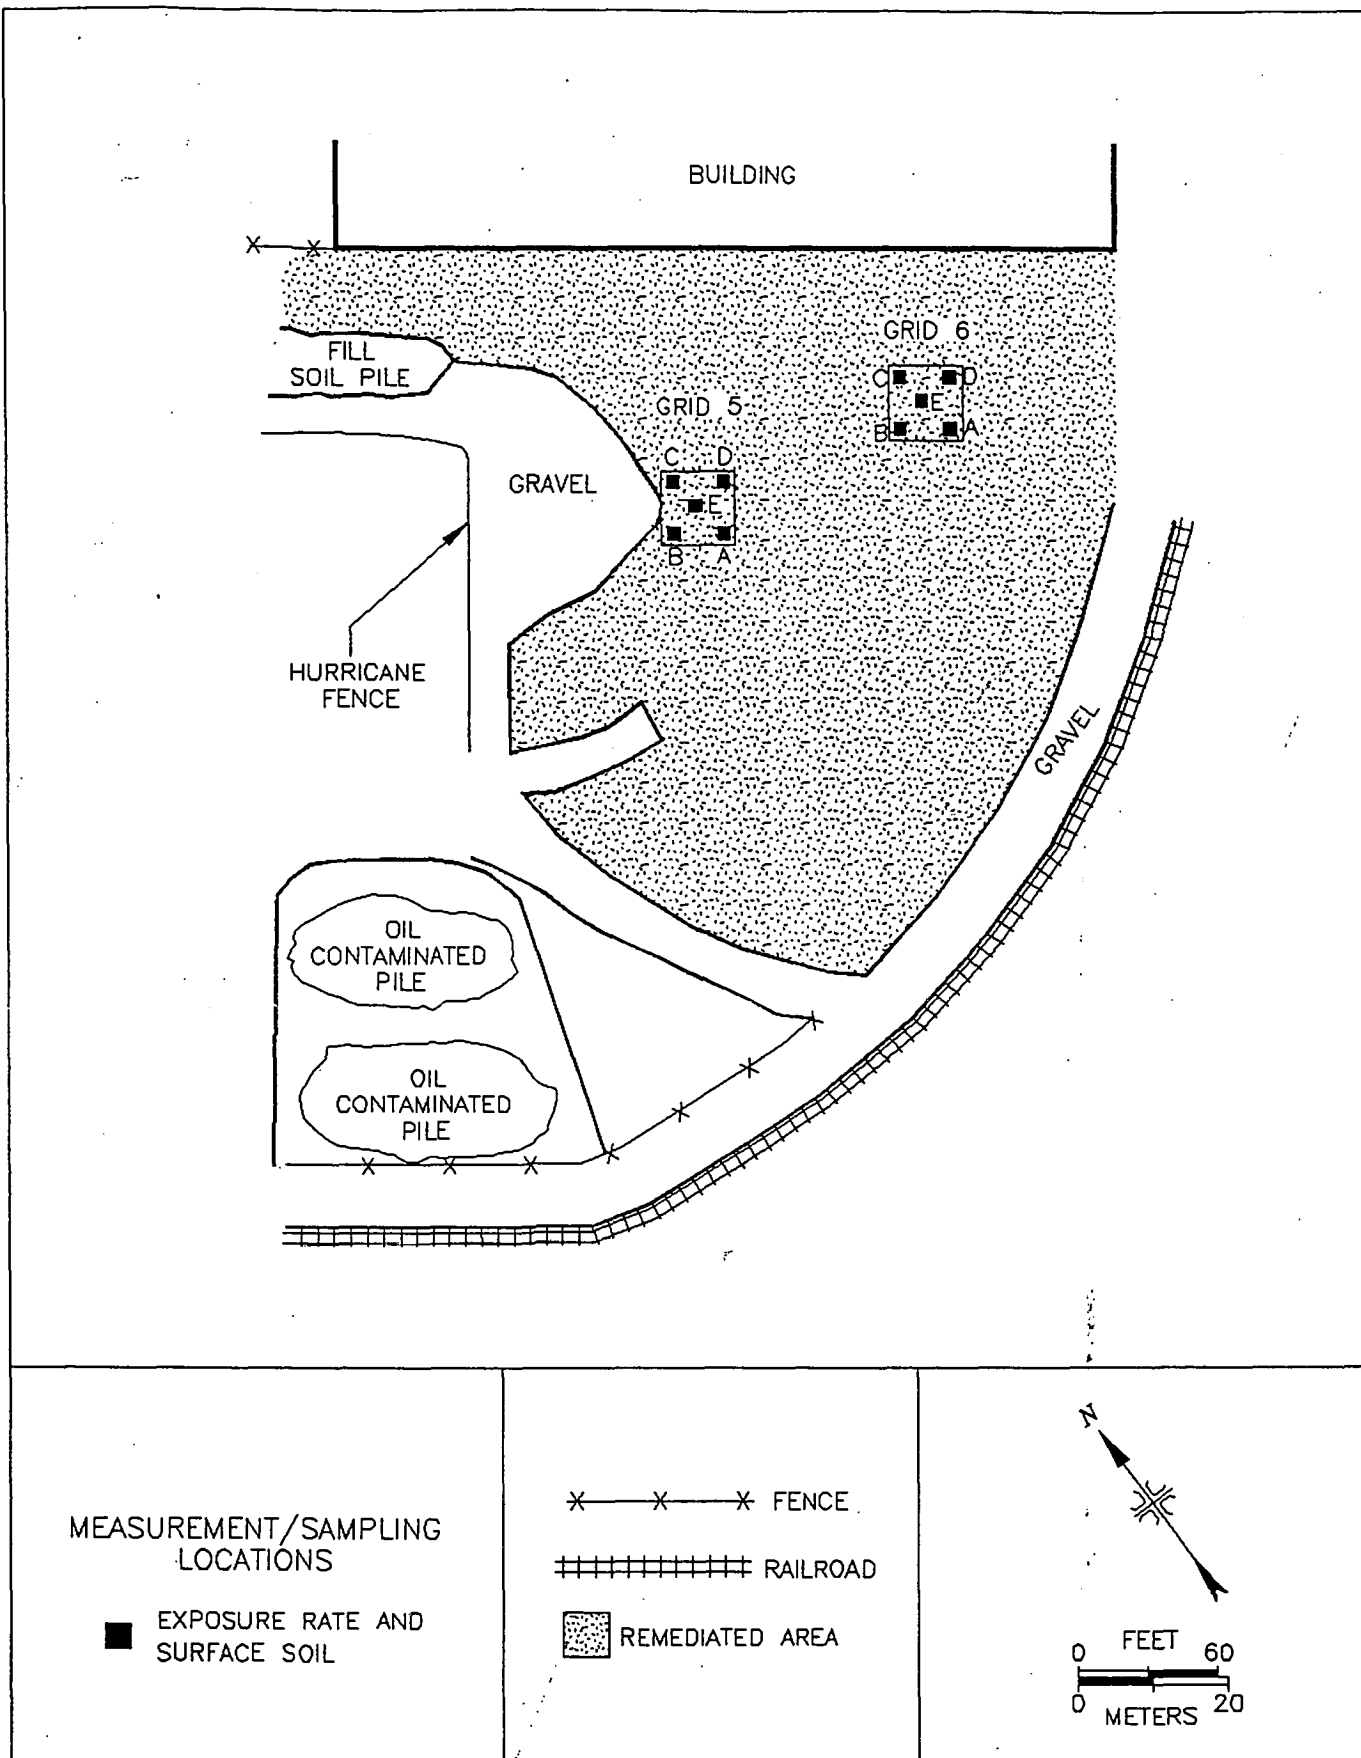 BUILDING
GRID 6
FILL
SOIL PILE
C
D
E
B
A
GRID 5
C
D
GRAVEL
E
B
A
HURRICANE
FENCE
GRAVEL
OIL
CONTAMINATED
PILE
OIL
CONTAMINATED
PILE
MEASUREMENT/SAMPLING
LOCATIONS
EXPOSURE RATE AND
SURFACE SOIL
FENCE
RAILROAD
REMEDIATED AREA
N
FEET
0 60
0 20
METERS